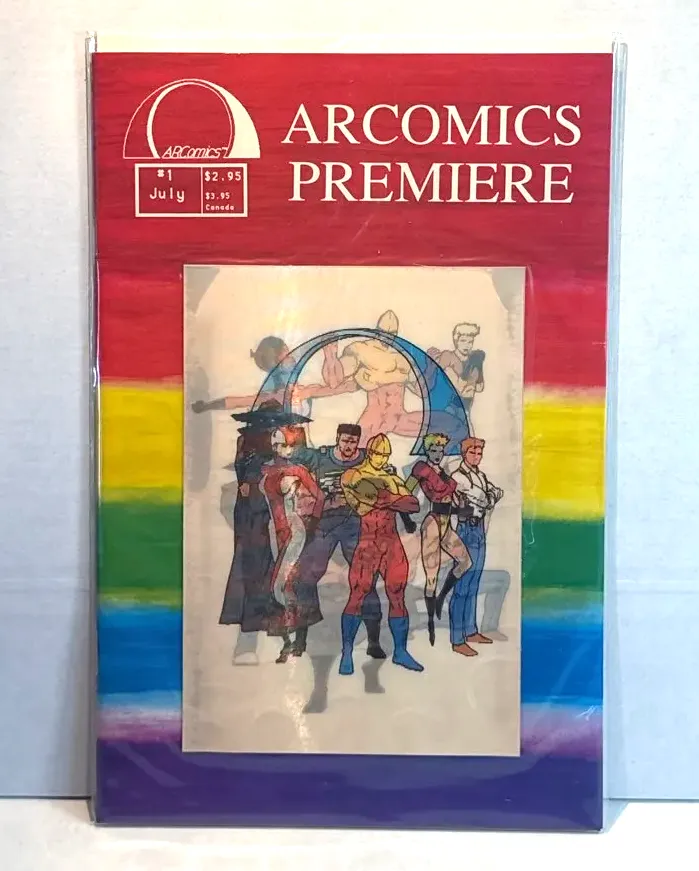 ARComics
ARCOMICS
PREMIERE
#1
July
$2.95
$3.95
Canada